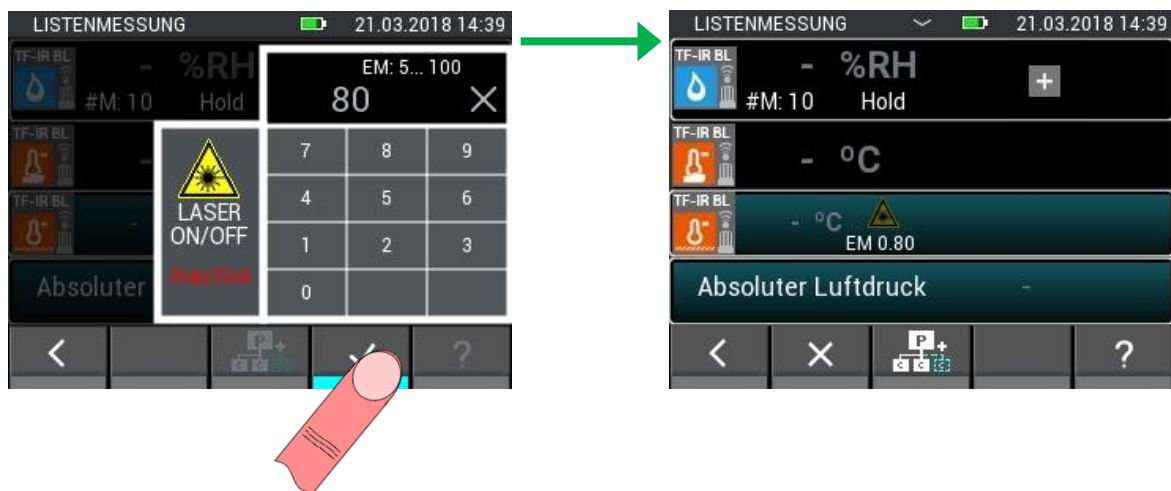 LISTENMESSUNG 21.03.2018 14:39
TF-IR BL - %RH
#M: 10 Hold
TF-IR BL
-
TF-IR BL
-
Absoluter
EM: 5... 100
80
LASER
ON/OFF
Inactive
7 8 9
4 5 6
1 2 3
0
P +
C C
?
LISTENMESSUNG 21.03.2018 14:39
TF-IR BL - %RH +
#M: 10 Hold
TF-IR BL
- ºC
TF-IR BL
- ºC
EM 0.80
Absoluter Luftdruck -
P +
C C C
?